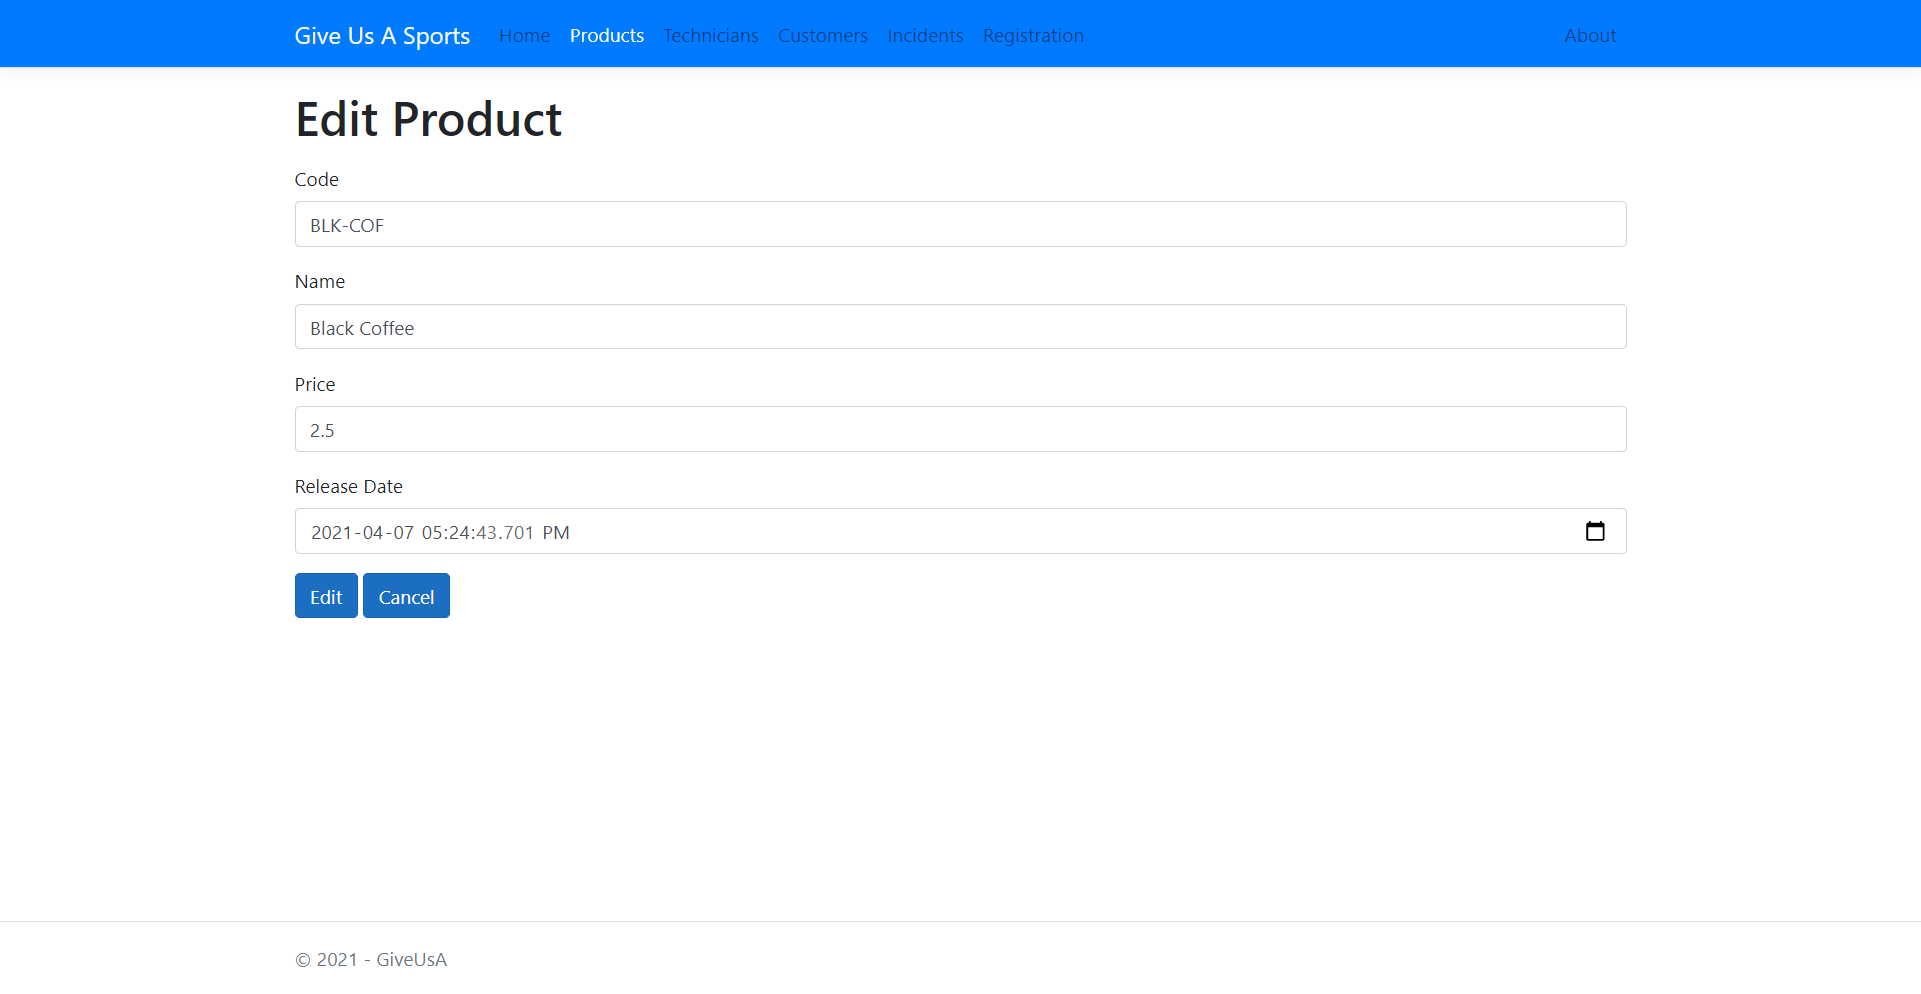 Give Us A Sports Home Products Technicians Customers Incidents Registration About
Edit Product
Code
BLK-COF
Name
Black Coffee
Price
2.5
Release Date
2021-04-07 05:24:43.701 PM
Edit Cancel
© 2021 - GiveUsA